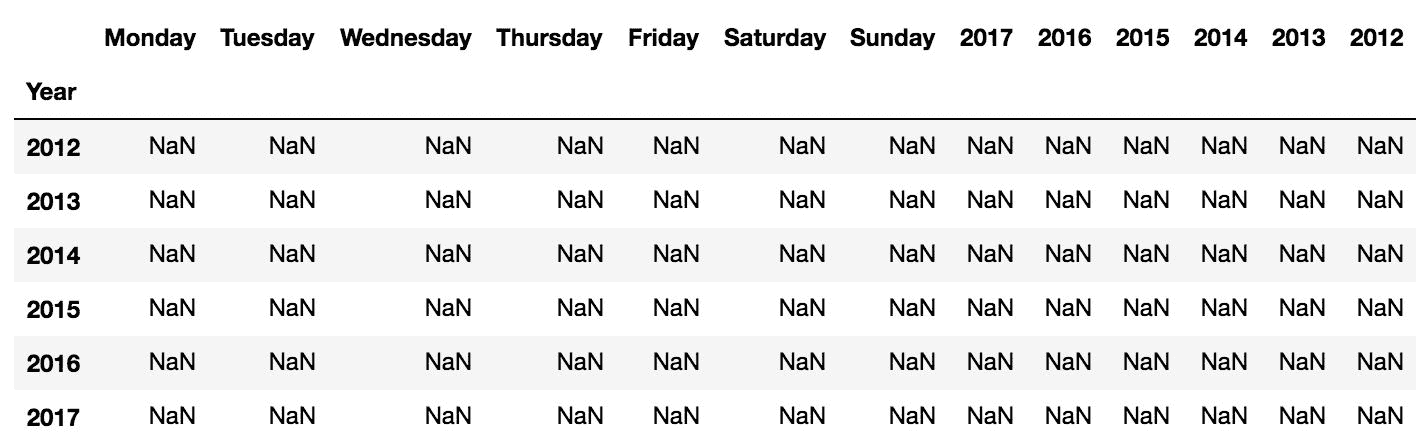 Monday Tuesday Wednesday Thursday Friday Saturday Sunday 2017 2016 2015 2014 2013 2012
Year
2012 NaN NaN NaN NaN NaN NaN NaN NaN NaN NaN NaN NaN NaN
2013 NaN NaN NaN NaN NaN NaN NaN NaN NaN NaN NaN NaN NaN
2014 NaN NaN NaN NaN NaN NaN NaN NaN NaN NaN NaN NaN NaN
2015 NaN NaN NaN NaN NaN NaN NaN NaN NaN NaN NaN NaN NaN
2016 NaN NaN NaN NaN NaN NaN NaN NaN NaN NaN NaN NaN NaN
2017 NaN NaN NaN NaN NaN NaN NaN NaN NaN NaN NaN NaN NaN